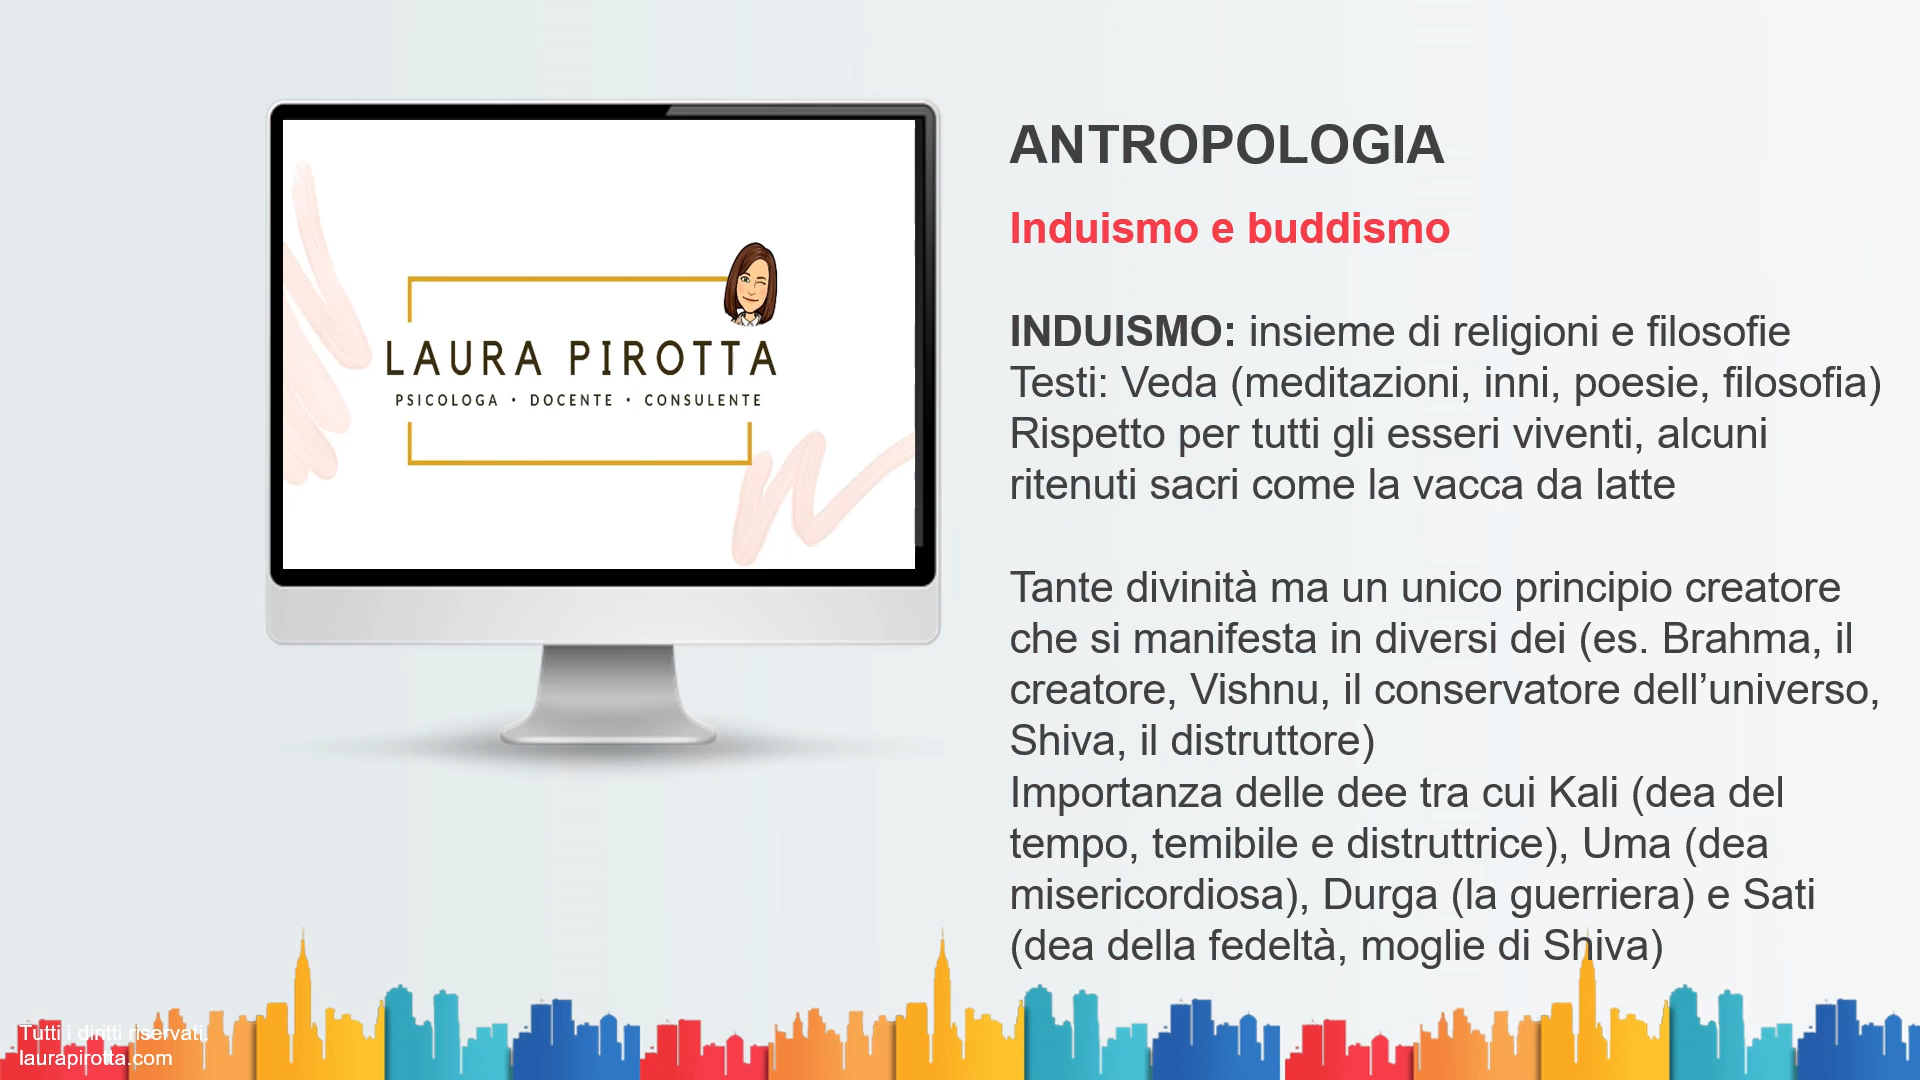 LAURA PIROTTA
PSICOLOGA • DOCENTE • CONSULENTE
ANTROPOLOGIA
Induismo e buddismo
INDUISMO: insieme di religioni e filosofie
Testi: Veda (meditazioni, inni, poesie, filosofia)
Rispetto per tutti gli esseri viventi, alcuni
ritenuti sacri come la vacca da latte
Tante divinità ma un unico principio creatore
che si manifesta in diversi dei (es. Brahma, il
creatore, Vishnu, il conservatore dell’universo,
Shiva, il distruttore)
Importanza delle dee tra cui Kali (dea del
tempo, temibile e distruttrice), Uma (dea
misericordiosa), Durga (la guerriera) e Sati
(dea della fedeltà, moglie di Shiva)
Tutti i diritti riservati.
laurapirotta.com